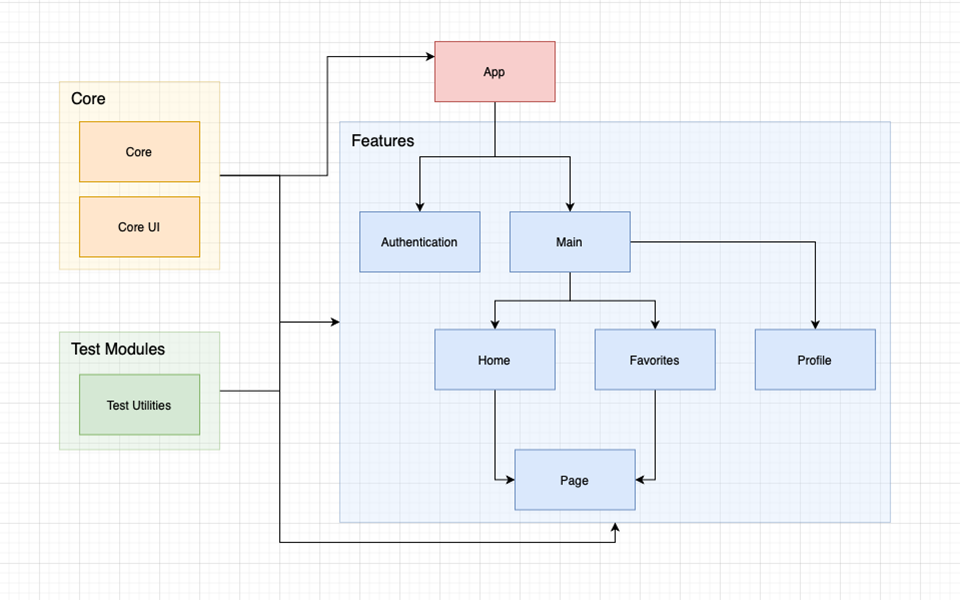 App
Core
Core
Core UI
Features
Authentication
Main
Test Modules
Test Utilities
Home
Favorites
Profile
Page